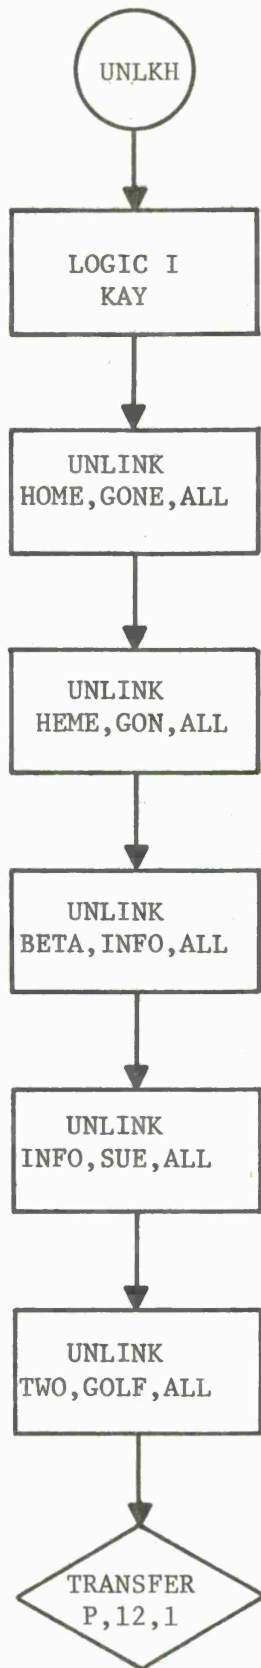 UNLKH
LOGIC I
KAY
UNLINK
HOME,GONE,ALL
UNLINK
HEME,GON,ALL
UNLINK
BETA,INFO,ALL
UNLINK
INFO,SUE,ALL
UNLINK
TWO,GOLF,ALL
TRANSFER
P,12,1